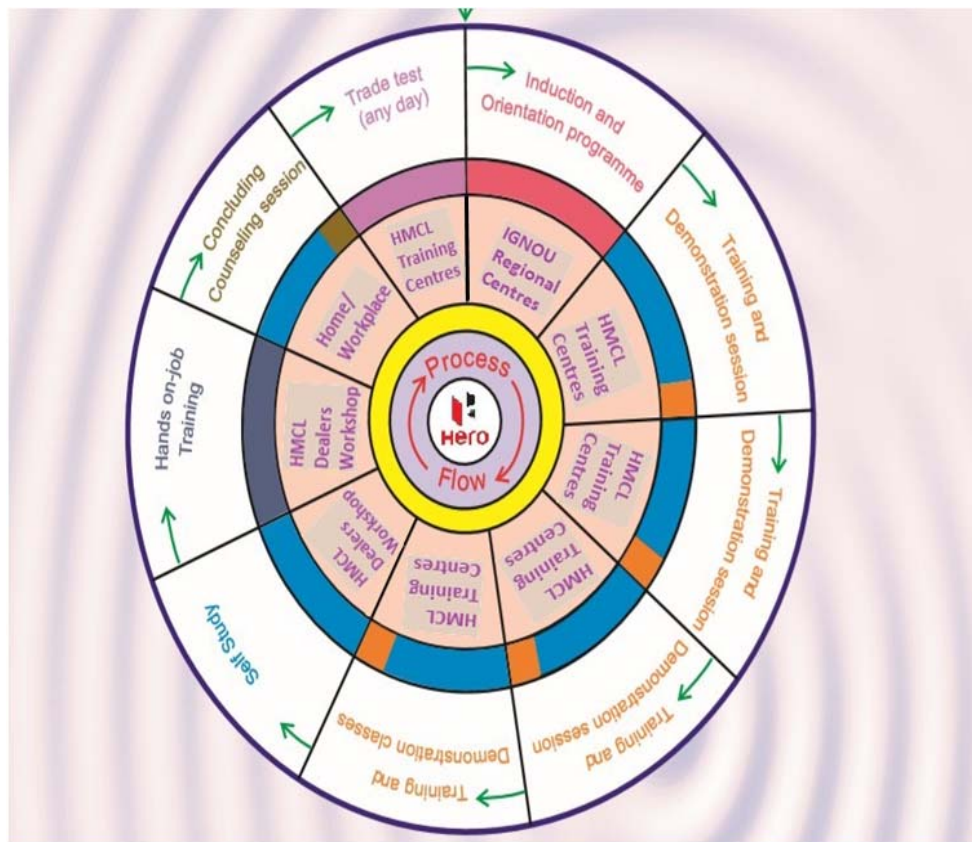 Induction and
Orientation programme
IGNOU
Regional
Centres
Training and
Demonstration session
HMCL
Training
Centres
Training and
Demonstration session
HMCL
Training
Centres
Training and
Demonstration session
HMCL
Training
Centres
Training and
Demonstration classes
HMCL
Training
Centres
Self Study
HMCL
Dealers
Workshop
Hands on-job
Training
HMCL
Dealers
Workshop
Concluding
Counseling session
Home/
Workplace
Trade test
(any day)
HMCL
Training
Centres
Process
Hero
Flow